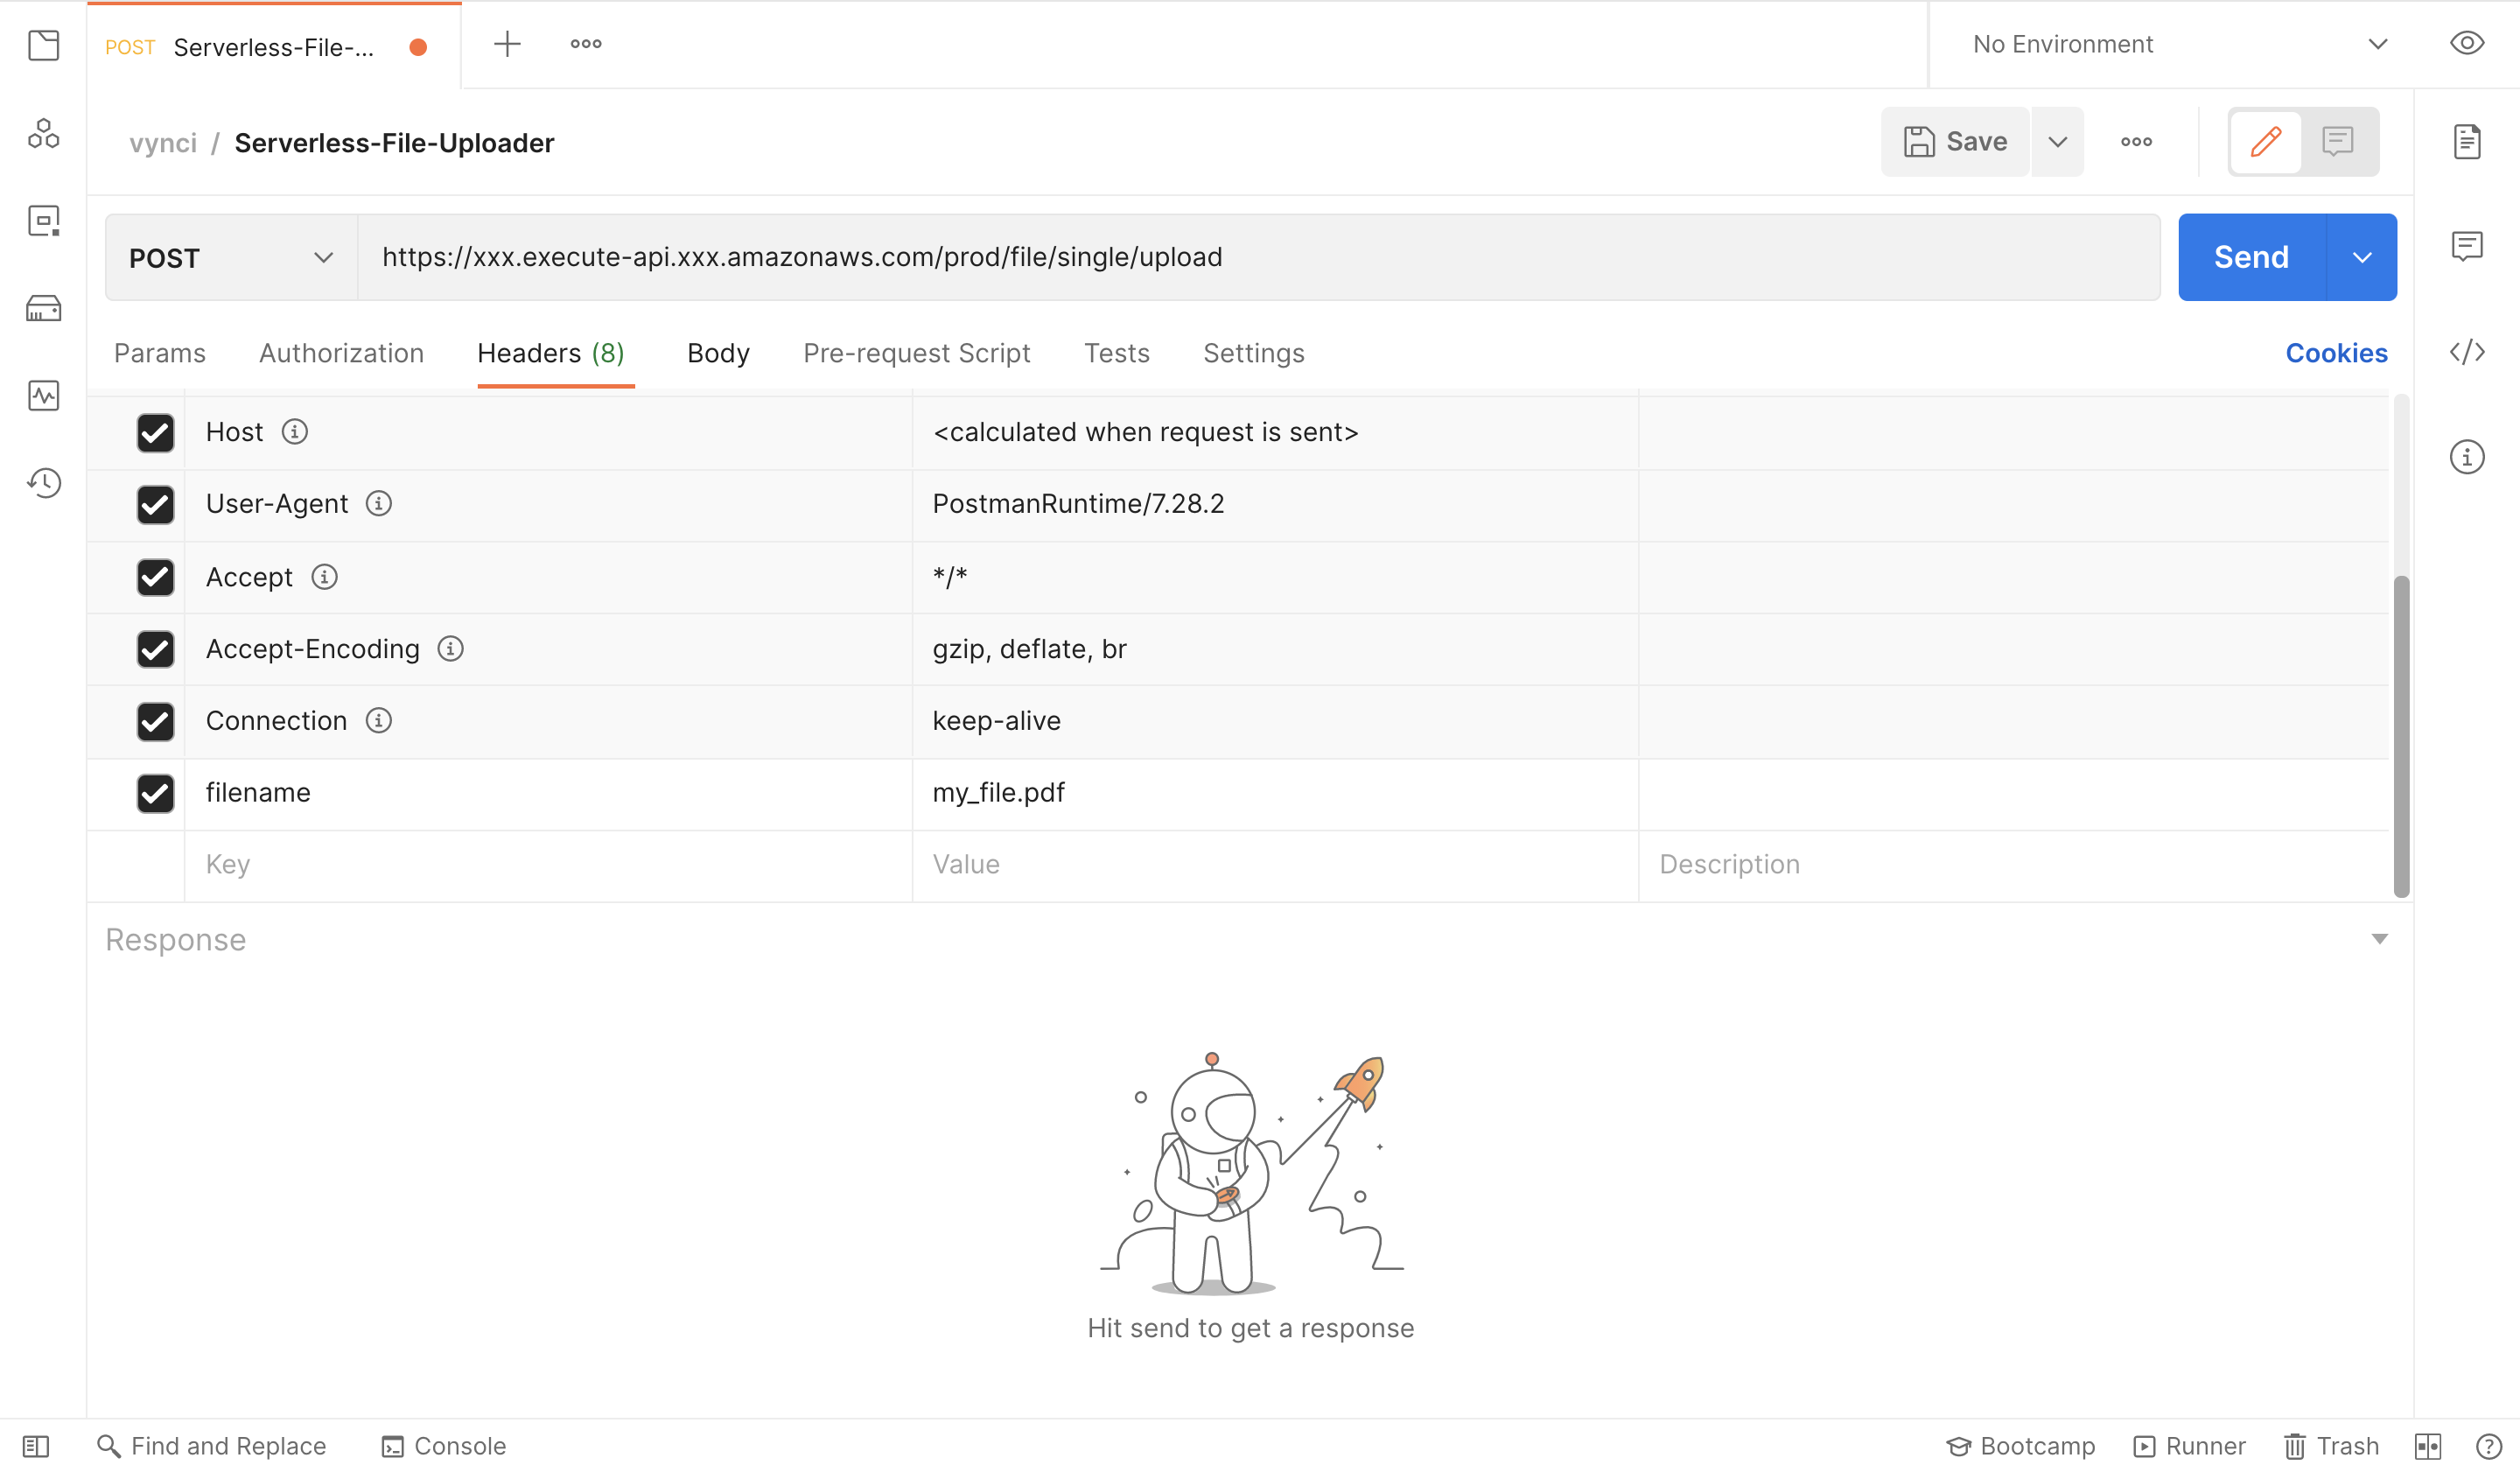 POST Serverless-File-... No Environment
vynci / Serverless-File-Uploader Save
POST https://xxx.execute-api.xxx.amazonaws.com/prod/file/single/upload Send
Params Authorization Headers (8) Body Pre-request Script Tests Settings Cookies
Host <calculated when request is sent>
User-Agent PostmanRuntime/7.28.2
Accept */*
Accept-Encoding gzip, deflate, br
Connection keep-alive
filename my_file.pdf
Key Value Description
Response
Hit send to get a response
Find and Replace Console Bootcamp Runner Trash